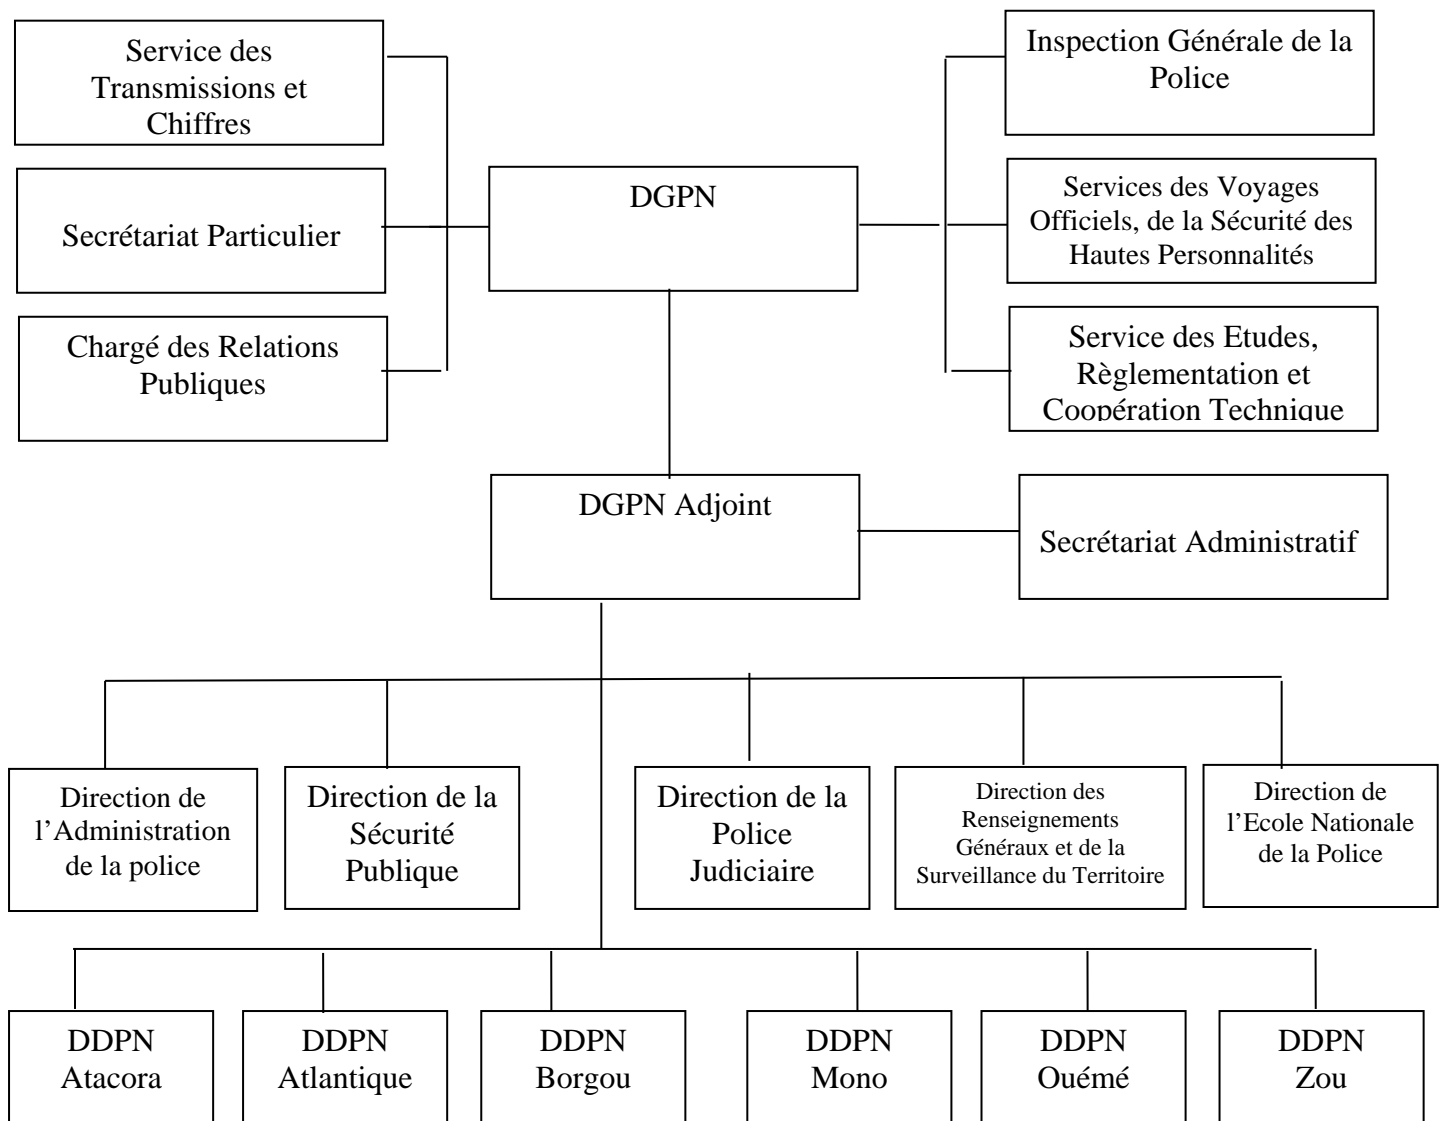 Service des
Transmissions et
Chiffres
Inspection Générale de la
Police
Secrétariat Particulier
DGPN
Services des Voyages
Officiels, de la Sécurité des
Hautes Personnalités
Chargé des Relations
Publiques
Service des Etudes,
Règlementation et
Coopération Technique
DGPN Adjoint
Secrétariat Administratif
Direction de
l’Administration
de la police
Direction de la
Sécurité
Publique
Direction de la
Police
Judiciaire
Direction des
Renseignements
Généraux et de la
Surveillance du Territoire
Direction de
l’Ecole Nationale
de la Police
DDPN
Atacora
DDPN
Atlantique
DDPN
Borgou
DDPN
Mono
DDPN
Ouémé
DDPN
Zou